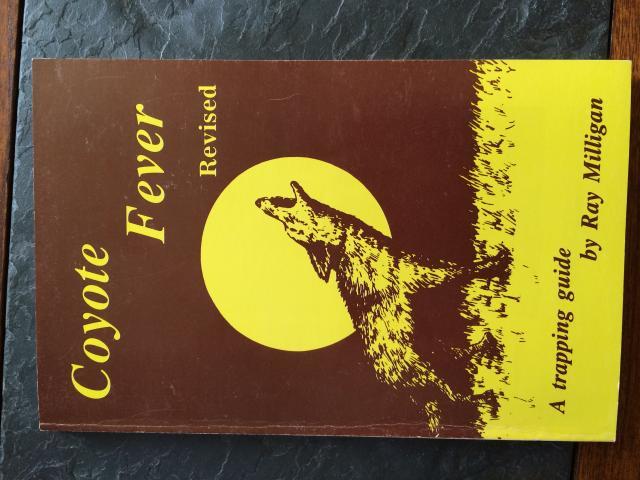 Coyote
Fever
Revised
A trapping guide
by Ray Milligan